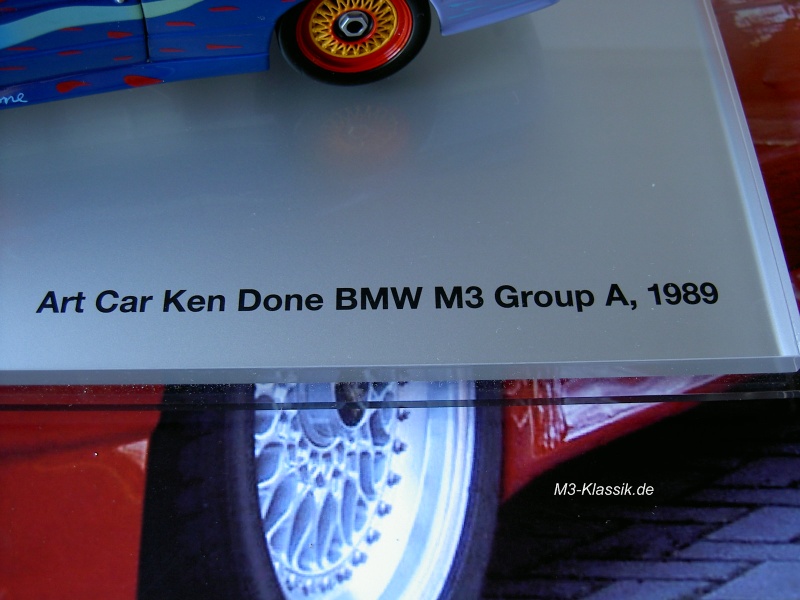 Art Car Ken Done BMW M3 Group A, 1989
M3-Klassik.de